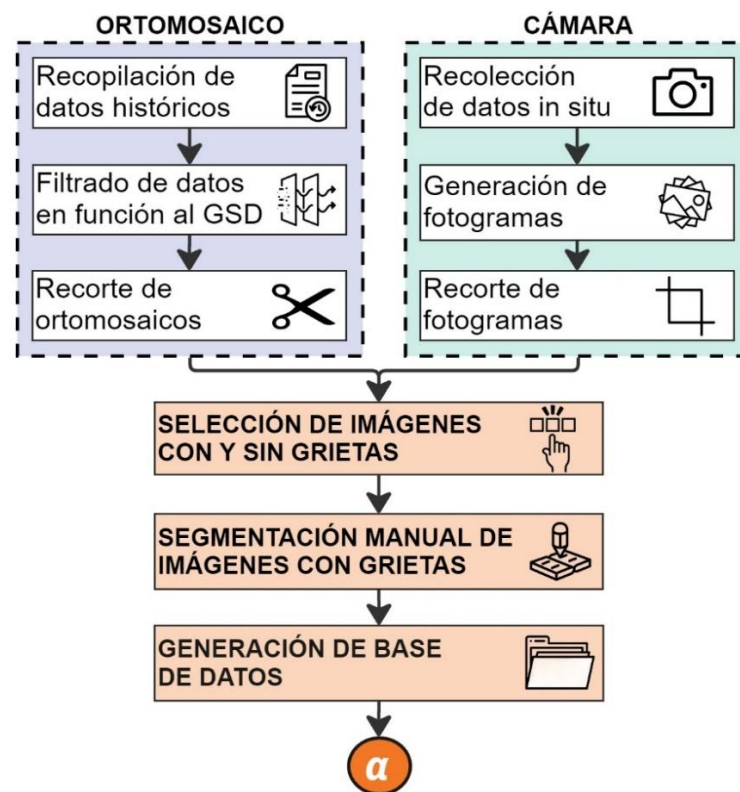 ORTOMOSAICO
Recopilación de
datos históricos
Filtrado de datos
en función al GSD
Recorte de
ortomosaicos
CÁMARA
Recolección
de datos in situ
Generación de
fotogramas
Recorte de
fotogramas
SELECCIÓN DE IMÁGENES
CON Y SIN GRIETAS
SEGMENTACIÓN MANUAL DE
IMÁGENES CON GRIETAS
GENERACIÓN DE BASE
DE DATOS
α